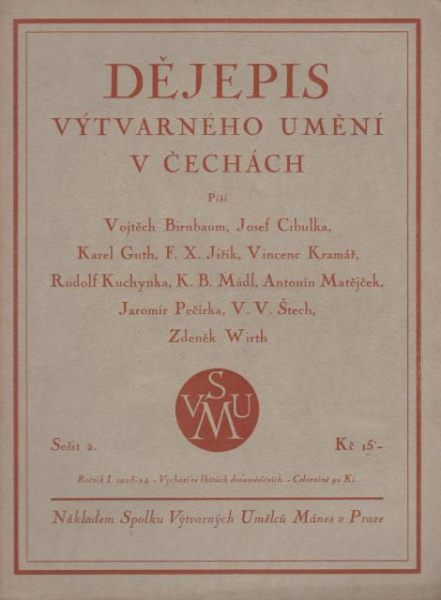 DĚJEPIS
VÝTVARNÉHO UMĚNÍ
V ČECHÁCH
Píší
Vojtěch Birnbaum, Josef Cibulka,
Karel Guth, F. X. Jiřík, Vincenc Kramář,
Rudolf Kuchynka, K. B. Mádl, Antonín Matějček,
Jaromír Pečírka, V. V. Štech,
Zdeněk Wirth
SVUM
Sešit 2.
Kč 15·-
Ročník I. 1923-24. - Vychází ve lhůtách dvouměsíčních. - Celoročně 90 Kč.
Nákladem Spolku Výtvarných Umělců Mánes v Praze